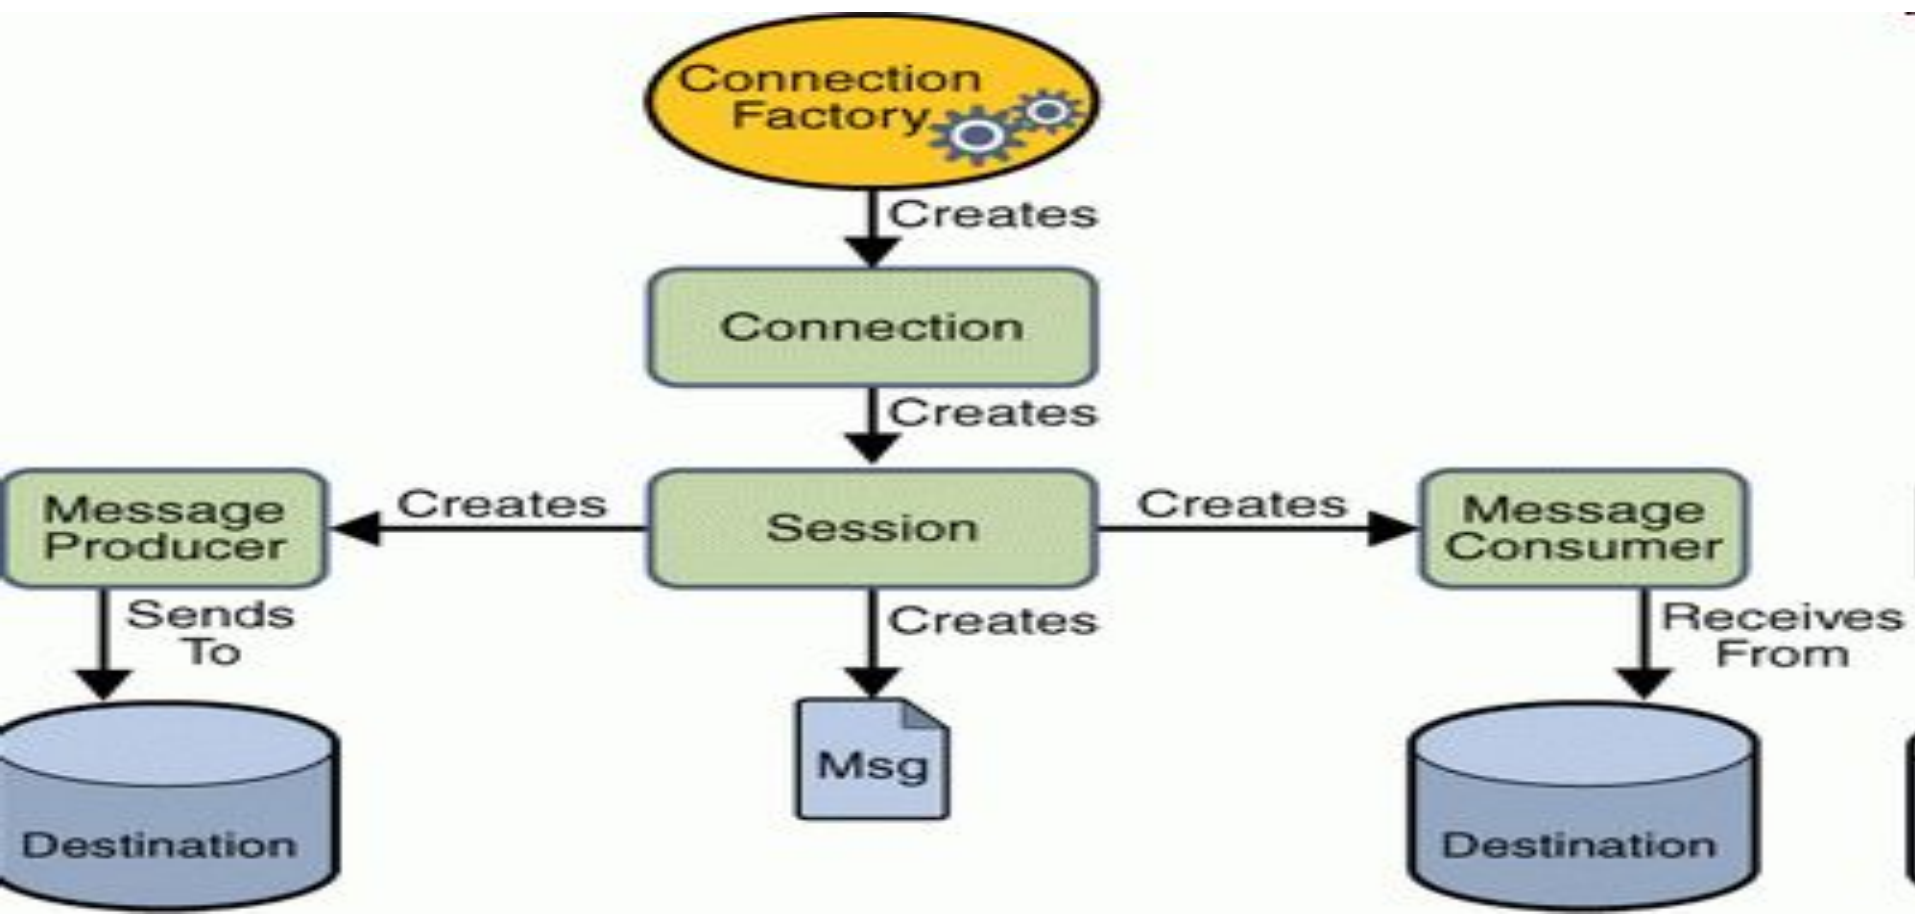 Connection
Factory
Creates
Connection
Creates
Message
Producer
Creates
Session
Creates
Message
Consumer
Sends
To
Creates
Receives
From
Msg
Destination
Destination